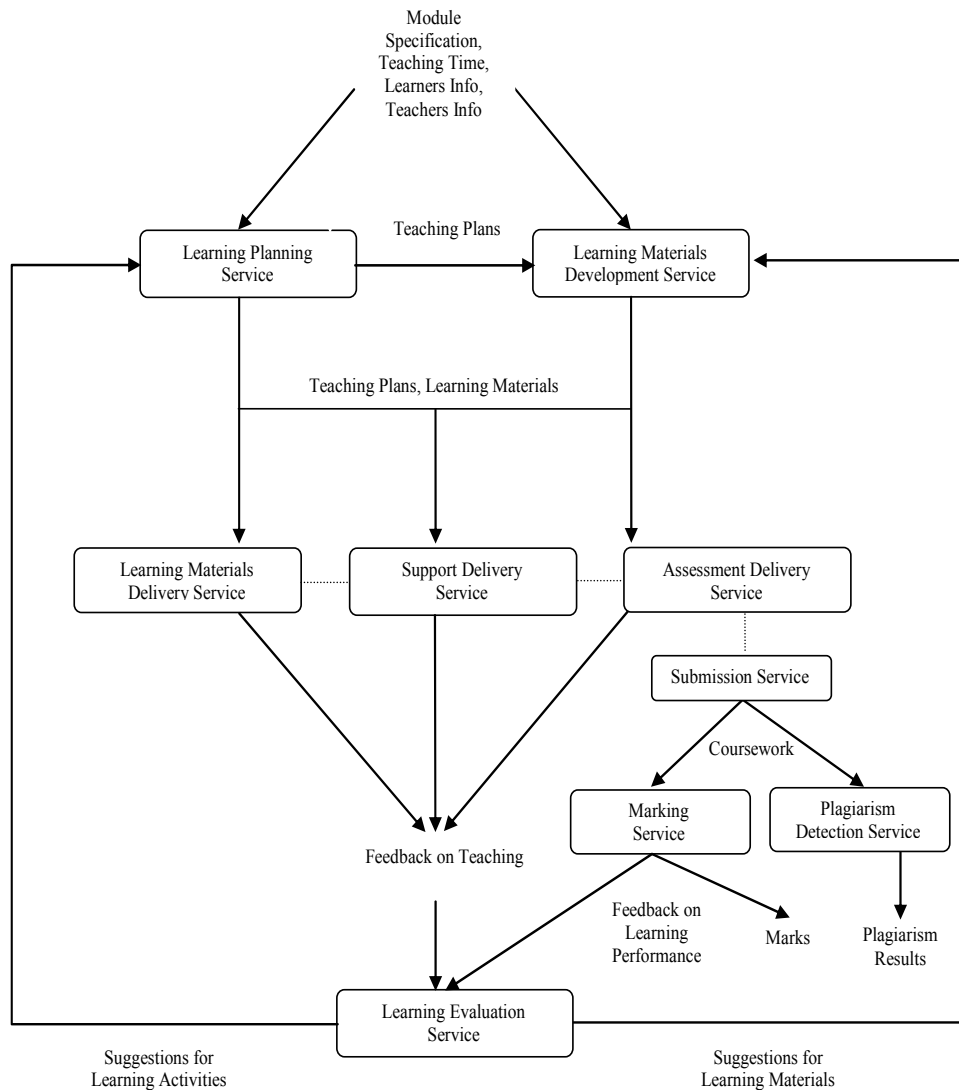 Module
Specification,
Teaching Time,
Learners Info,
Teachers Info
Teaching Plans
Learning Planning
Service
Learning Materials
Development Service
Teaching Plans, Learning Materials
Learning Materials
Delivery Service
Support Delivery
Service
Assessment Delivery
Service
Submission Service
Coursework
Marking
Service
Plagiarism
Detection Service
Feedback on Teaching
Feedback on
Learning
Performance
Marks
Plagiarism
Results
Learning Evaluation
Service
Suggestions for
Learning Activities
Suggestions for
Learning Materials